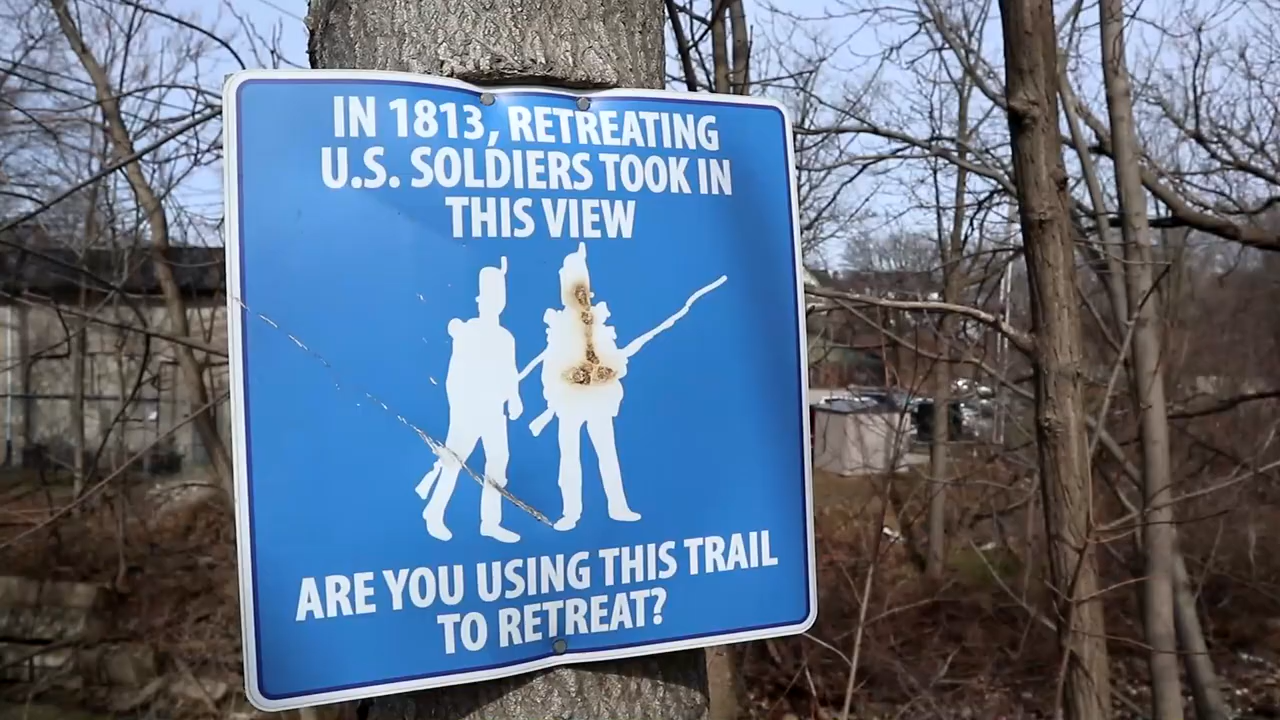 IN 1813, RETREATING
U.S. SOLDIERS TOOK IN
THIS VIEW
ARE YOU USING THIS TRAIL
TO RETREAT?